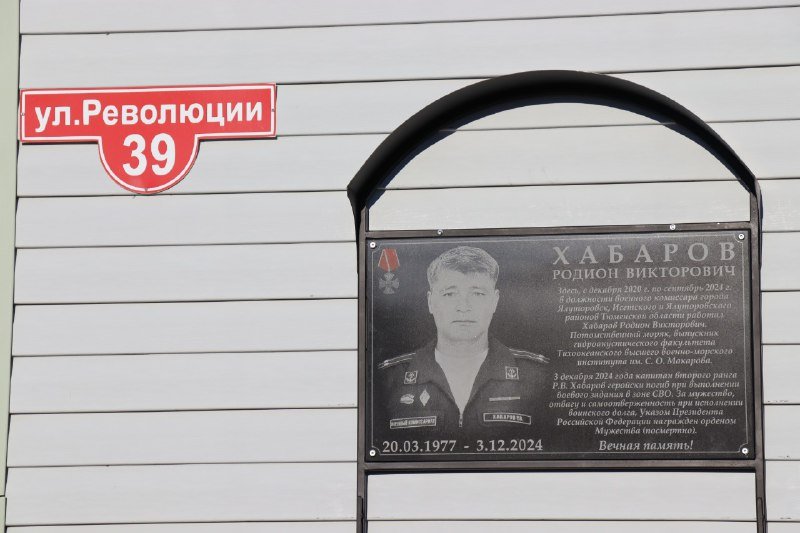 ул.Революции
39
ХАБАРОВ
РОДИОН ВИКТОРОВИЧ
Здесь, с декабря 2020 г. по сентябрь 2024 г.
в должности военного комиссара города
Ялуторовск, Исетского и Ялуторовского
районов Тюменской области работал
Хабаров Родион Викторович.
Потомственный моряк, выпускник
гидроакустического факультета
Тихоокеанского высшего военно-морского
института им. С. О. Макарова.
3 декабря 2024 года капитан второго ранга
Р.В. Хабаров геройски погиб при выполнении
боевого задания в зоне СВО. За мужество,
отвагу и самоотверженность при исполнении
воинского долга, Указом Президента
Российской Федерации награжден орденом
Мужества (посмертно).
Вечная память!
ВОЕННЫЙ КОМИССАРИАТ
ХАБАРОВ Р.В.
20.03.1977 - 3.12.2024